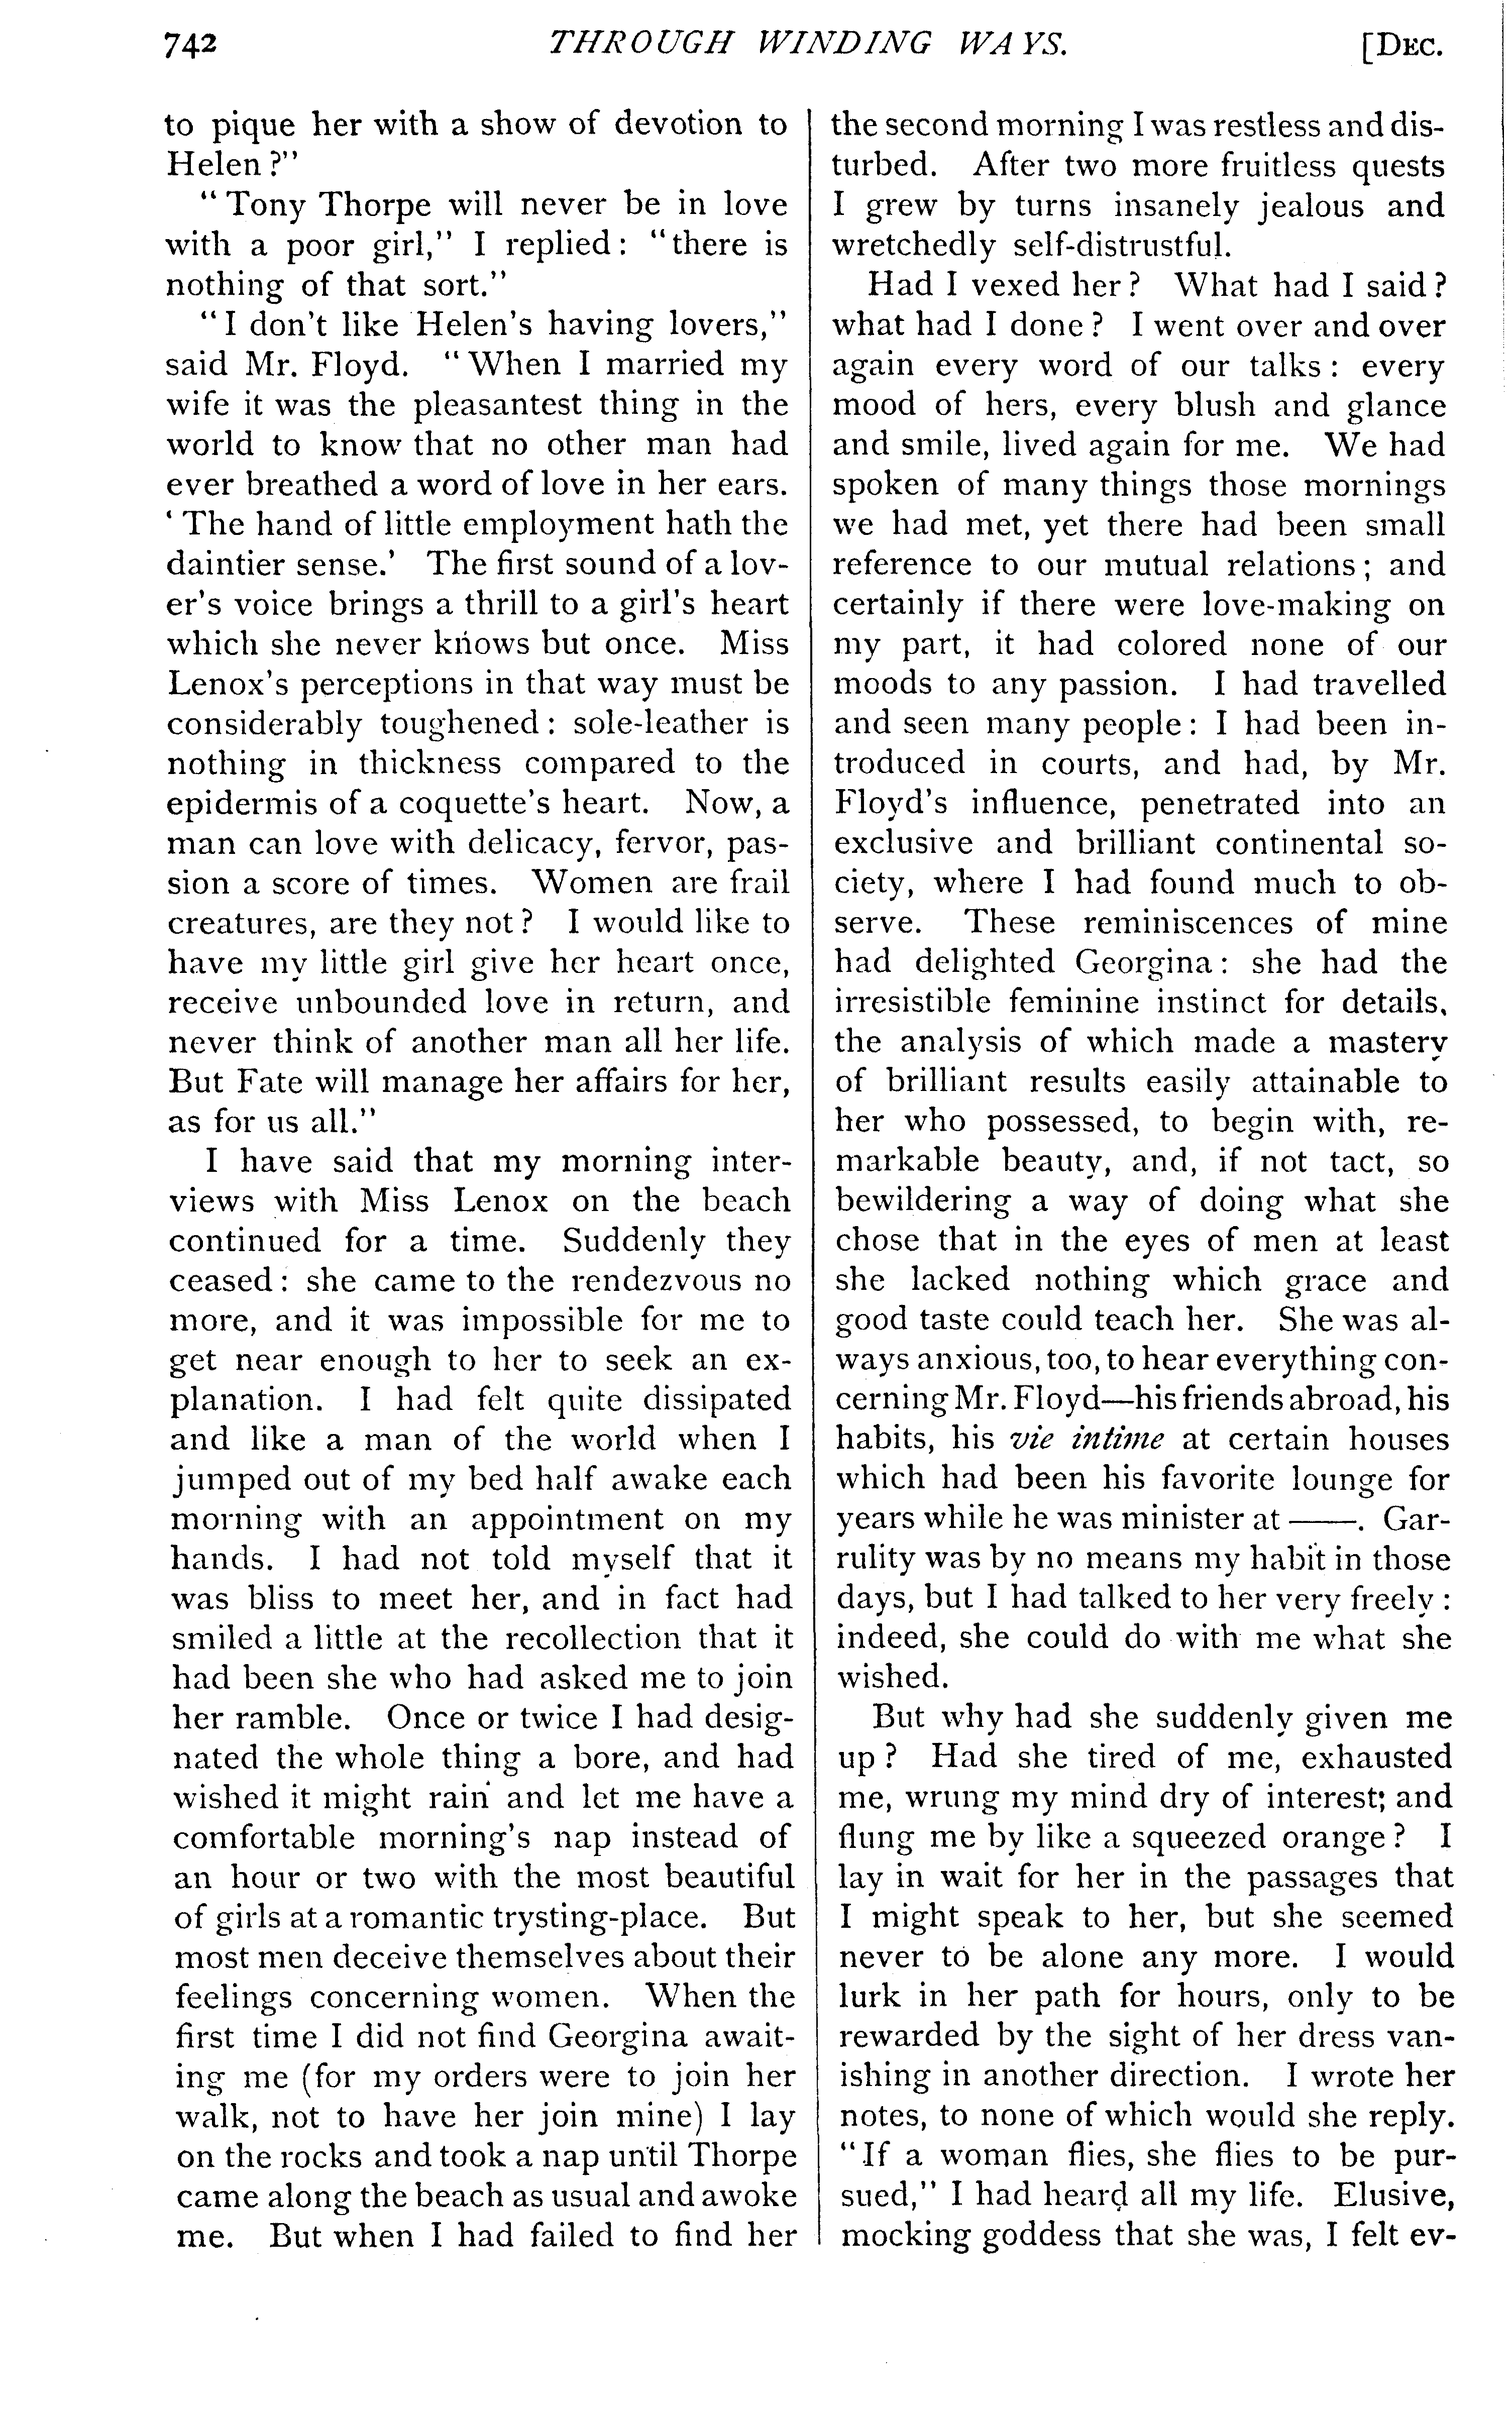 742 THROUGH WINDING WAYS. [DEC.
to pique her with a show of devotion to
Helen?"
"Tony Thorpe will never be in love
with a poor girl," I replied: "there is
nothing of that sort."
"I don't like Helen's having lovers,"
said Mr. Floyd. "When I married my
wife it was the pleasantest thing in the
world to know that no other man had
ever breathed a word of love in her ears.
'The hand of little employment hath the
daintier sense.' The first sound of a lov-
er's voice brings a thrill to a girl's heart
which she never knows but once. Miss
Lenox's perceptions in that way must be
considerably toughened: sole-leather is
nothing in thickness compared to the
epidermis of a coquette's heart. Now, a
man can love with delicacy, fervor, pas-
sion a score of times. Women are frail
creatures, are they not? I would like to
have my little girl give her heart once,
receive unbounded love in return, and
never think of another man all her life.
But Fate will manage her affairs for her,
as for us all."
I have said that my morning inter-
views with Miss Lenox on the beach
continued for a time. Suddenly they
ceased: she came to the rendezvous no
more, and it was impossible for me to
get near enough to her to seek an ex-
planation. I had felt quite dissipated
and like a man of the world when I
jumped out of my bed half awake each
morning with an appointment on my
hands. I had not told myself that it
was bliss to meet her, and in fact had
smiled a little at the recollection that it
had been she who had asked me to join
her ramble. Once or twice I had desig-
nated the whole thing a bore, and had
wished it might rain and let me have a
comfortable morning's nap instead of
an hour or two with the most beautiful
of girls at a romantic trysting-place. But
most men deceive themselves about their
feelings concerning women. When the
first time I did not find Georgina await-
ing me (for my orders were to join her
walk, not to have her join mine) I lay
on the rocks and took a nap until Thorpe
came along the beach as usual and awoke
me. But when I had failed to find her
the second morning I was restless and dis-
turbed. After two more fruitless quests
I grew by turns insanely jealous and
wretchedly self-distrustful.
Had I vexed her? What had I said?
what had I done? I went over and over
again every word of our talks: every
mood of hers, every blush and glance
and smile, lived again for me. We had
spoken of many things those mornings
we had met, yet there had been small
reference to our mutual relations; and
certainly if there were love-making on
my part, it had colored none of our
moods to any passion. I had travelled
and seen many people: I had been in-
troduced in courts, and had, by Mr.
Floyd's influence, penetrated into an
exclusive and brilliant continental so-
ciety, where I had found much to ob-
serve. These reminiscences of mine
had delighted Georgina: she had the
irresistible feminine instinct for details,
the analysis of which made a mastery
of brilliant results easily attainable to
her who possessed, to begin with, re-
markable beauty, and, if not tact, so
bewildering a way of doing what she
chose that in the eyes of men at least
she lacked nothing which grace and
good taste could teach her. She was al-
ways anxious, too, to hear everything con-
cerning Mr. Floyd—his friends abroad, his
habits, his vie intime at certain houses
which had been his favorite lounge for
years while he was minister at ——. Gar-
rulity was by no means my habit in those
days, but I had talked to her very freely:
indeed, she could do with me what she
wished.
But why had she suddenly given me
up? Had she tired of me, exhausted
me, wrung my mind dry of interest; and
flung me by like a squeezed orange? I
lay in wait for her in the passages that
I might speak to her, but she seemed
never to be alone any more. I would
lurk in her path for hours, only to be
rewarded by the sight of her dress van-
ishing in another direction. I wrote her
notes, to none of which would she reply.
"If a woman flies, she flies to be pur-
sued," I had heard all my life. Elusive,
mocking goddess that she was, I felt ev-